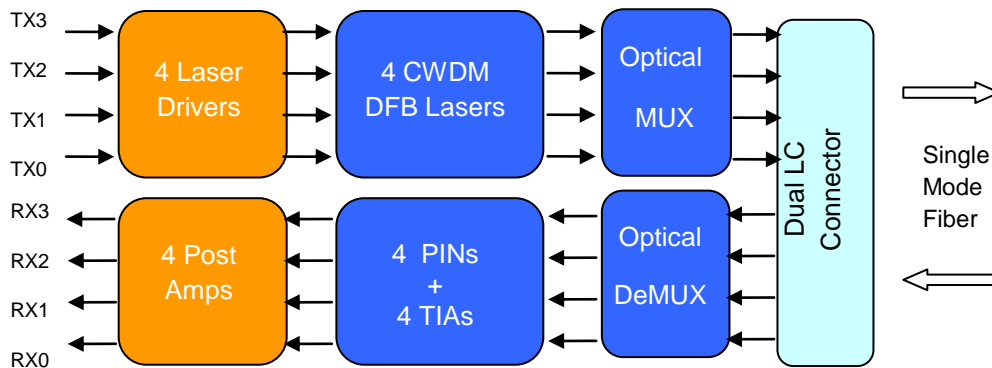 TX3
TX2
TX1
TX0
4 Laser
Drivers
4 CWDM
DFB Lasers
Optical
MUX
Dual LC
Connector
Single
Mode
Fiber
RX3
RX2
RX1
RX0
4 Post
Amps
4 PINs
+
4 TIAs
Optical
DeMUX